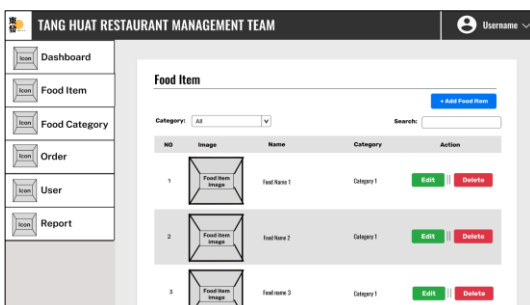 東發
TANG HUAT RESTAURANT MANAGEMENT TEAM
Username
Icon Dashboard
Icon Food Item
Icon Food Category
Icon Order
Icon User
Icon Report
Food Item
+ Add Food Item
Category: All
Search:
NO Image Name Category Action
1 Food Item Image Food Name 1 Category 1 Edit || Delete
2 Food Item Image Food Name 2 Category 1 Edit || Delete
3 Food Item Image Food name 3 Category 1 Edit || Delete